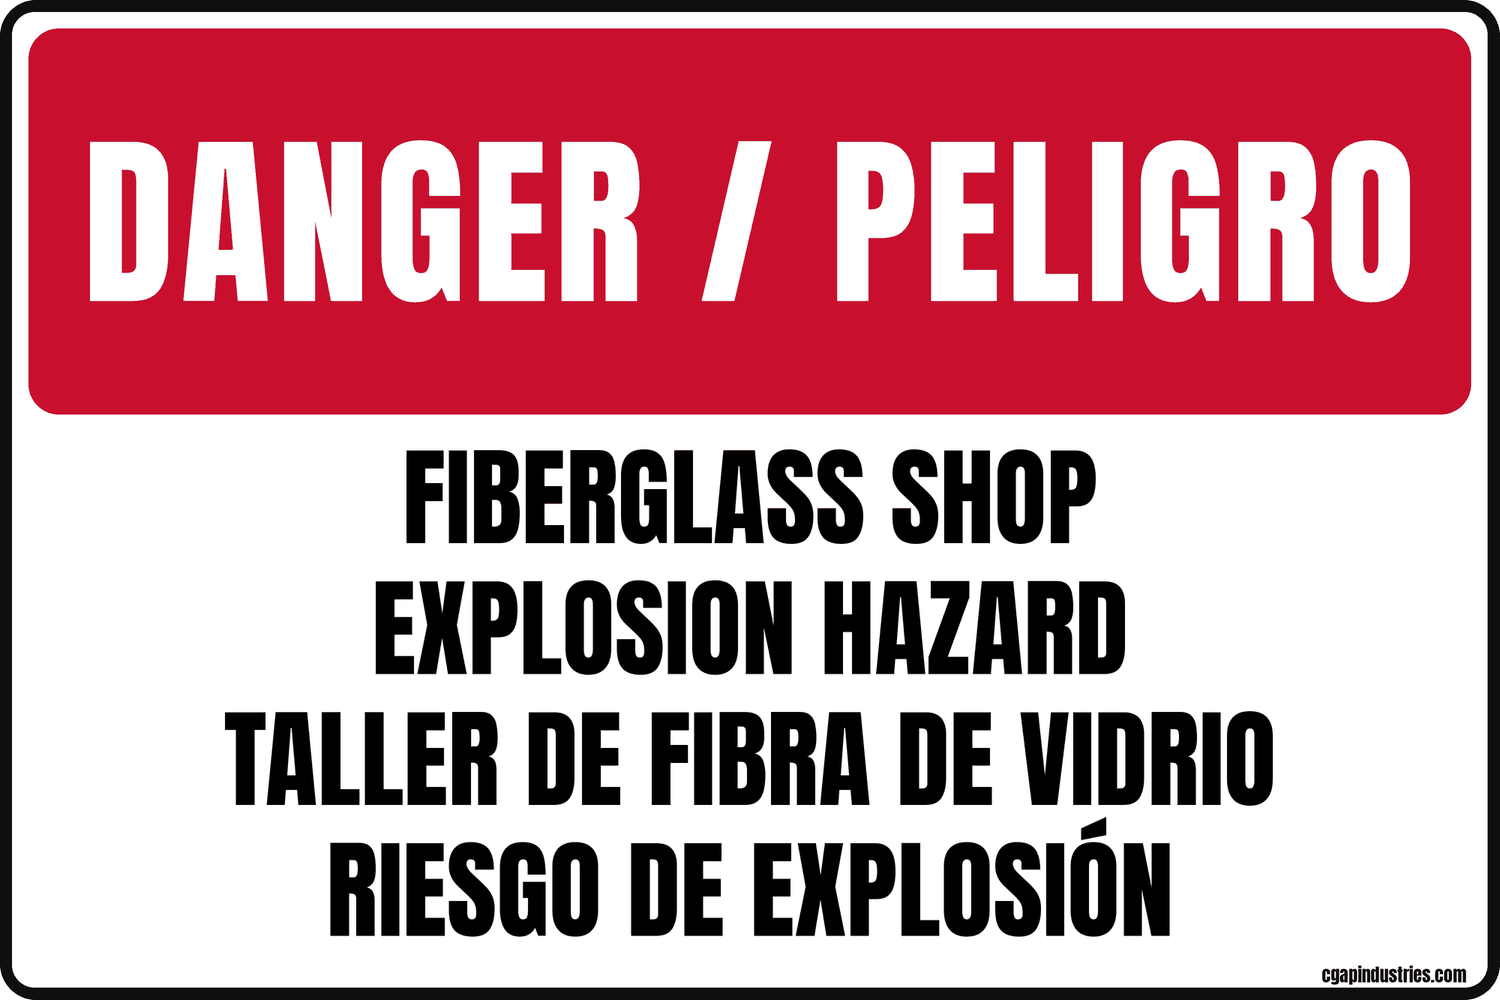 DANGER / PELIGRO
FIBERGLASS SHOP
EXPLOSION HAZARD
TALLER DE FIBRA DE VIDRIO
RIESGO DE EXPLOSIÓN
cgapindustries.com